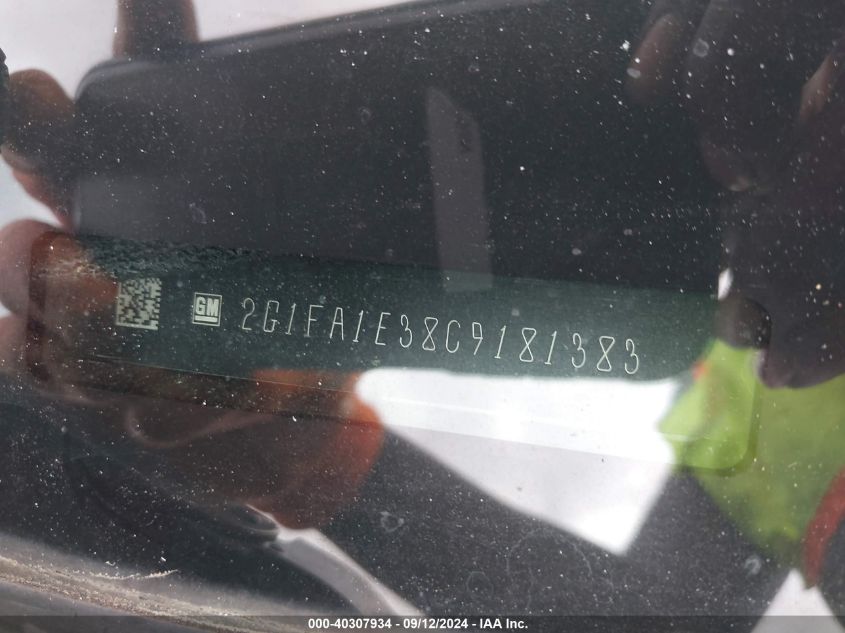 GM 2G1FA1E38C9181383
000-40307934 - 09/12/2024 - IAA Inc.